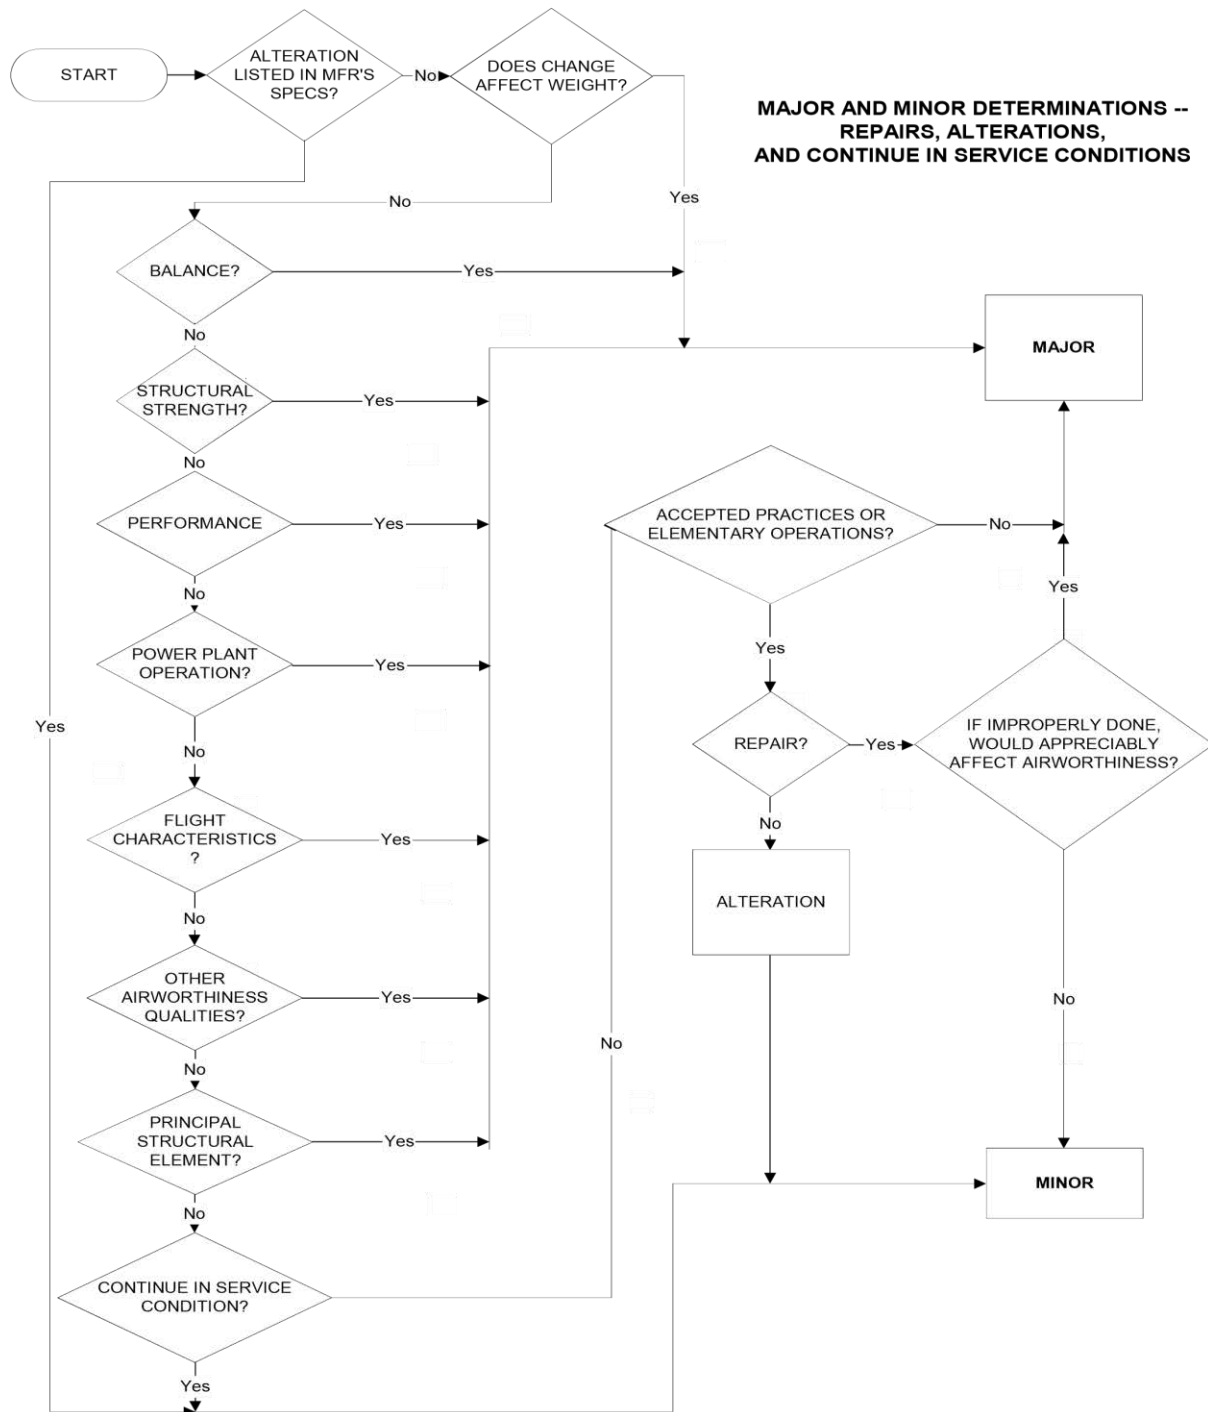 START
ALTERATION
LISTED IN MFR'S
SPECS?
No
DOES CHANGE
AFFECT WEIGHT?
MAJOR AND MINOR DETERMINATIONS --
REPAIRS, ALTERATIONS,
AND CONTINUE IN SERVICE CONDITIONS
No
Yes
BALANCE?
Yes
No
STRUCTURAL
STRENGTH?
Yes
No
PERFORMANCE
Yes
No
POWER PLANT
OPERATION?
Yes
No
FLIGHT
CHARACTERISTICS
?
Yes
No
OTHER
AIRWORTHINESS
QUALITIES?
Yes
No
PRINCIPAL
STRUCTURAL
ELEMENT?
Yes
No
CONTINUE IN SERVICE
CONDITION?
Yes
Yes
No
MAJOR
ACCEPTED PRACTICES OR
ELEMENTARY OPERATIONS?
No
Yes
Yes
REPAIR?
Yes
IF IMPROPERLY DONE,
WOULD APPRECIABLY
AFFECT AIRWORTHINESS?
No
ALTERATION
No
MINOR